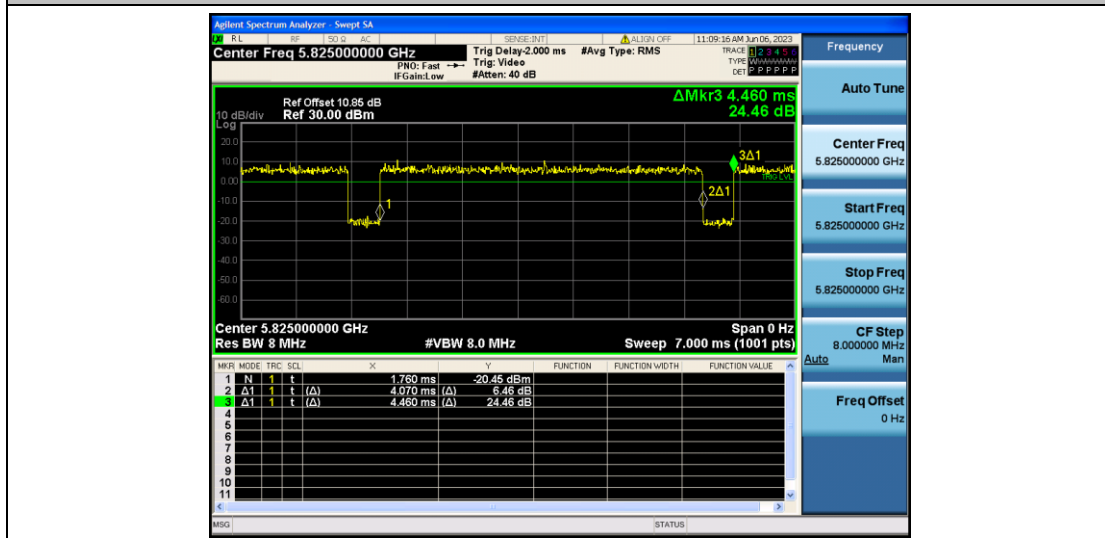 Agilent Spectrum Analyzer - Swept SA
RL RF 50 Ω AC SENSE:INT ALIGN OFF 11:09:16 AM Jun 06, 2023
Center Freq 5.825000000 GHz
PNO: Fast
IFGain:Low
Trig Delay-2.000 ms
Trig: Video
#Atten: 40 dB
#Avg Type: RMS
TRACE 1 2 3 4 5 6
TYPE WWWWWW
DET P P P P P P
Ref Offset 10.85 dB
10 dB/div Ref 30.00 dBm
Log
ΔMkr3 4.460 ms
24.46 dB
20.0
10.0
0.00
-10.0
-20.0
-30.0
-40.0
-50.0
-60.0
3Δ1
TRIG LVL
2Δ1
1
Center 5.825000000 GHz Span 0 Hz
Res BW 8 MHz #VBW 8.0 MHz Sweep 7.000 ms (1001 pts)
MKR MODE TRC SCL X Y FUNCTION FUNCTION WIDTH FUNCTION VALUE
1 N 1 t 1.760 ms -20.45 dBm
2 Δ1 1 t (Δ) 4.070 ms (Δ) 6.46 dB
3 Δ1 1 t (Δ) 4.460 ms (Δ) 24.46 dB
4
5
6
7
8
9
10
11
MSG STATUS
Frequency
Auto Tune
Center Freq
5.825000000 GHz
Start Freq
5.825000000 GHz
Stop Freq
5.825000000 GHz
CF Step
8.000000 MHz
Auto Man
Freq Offset
0 Hz